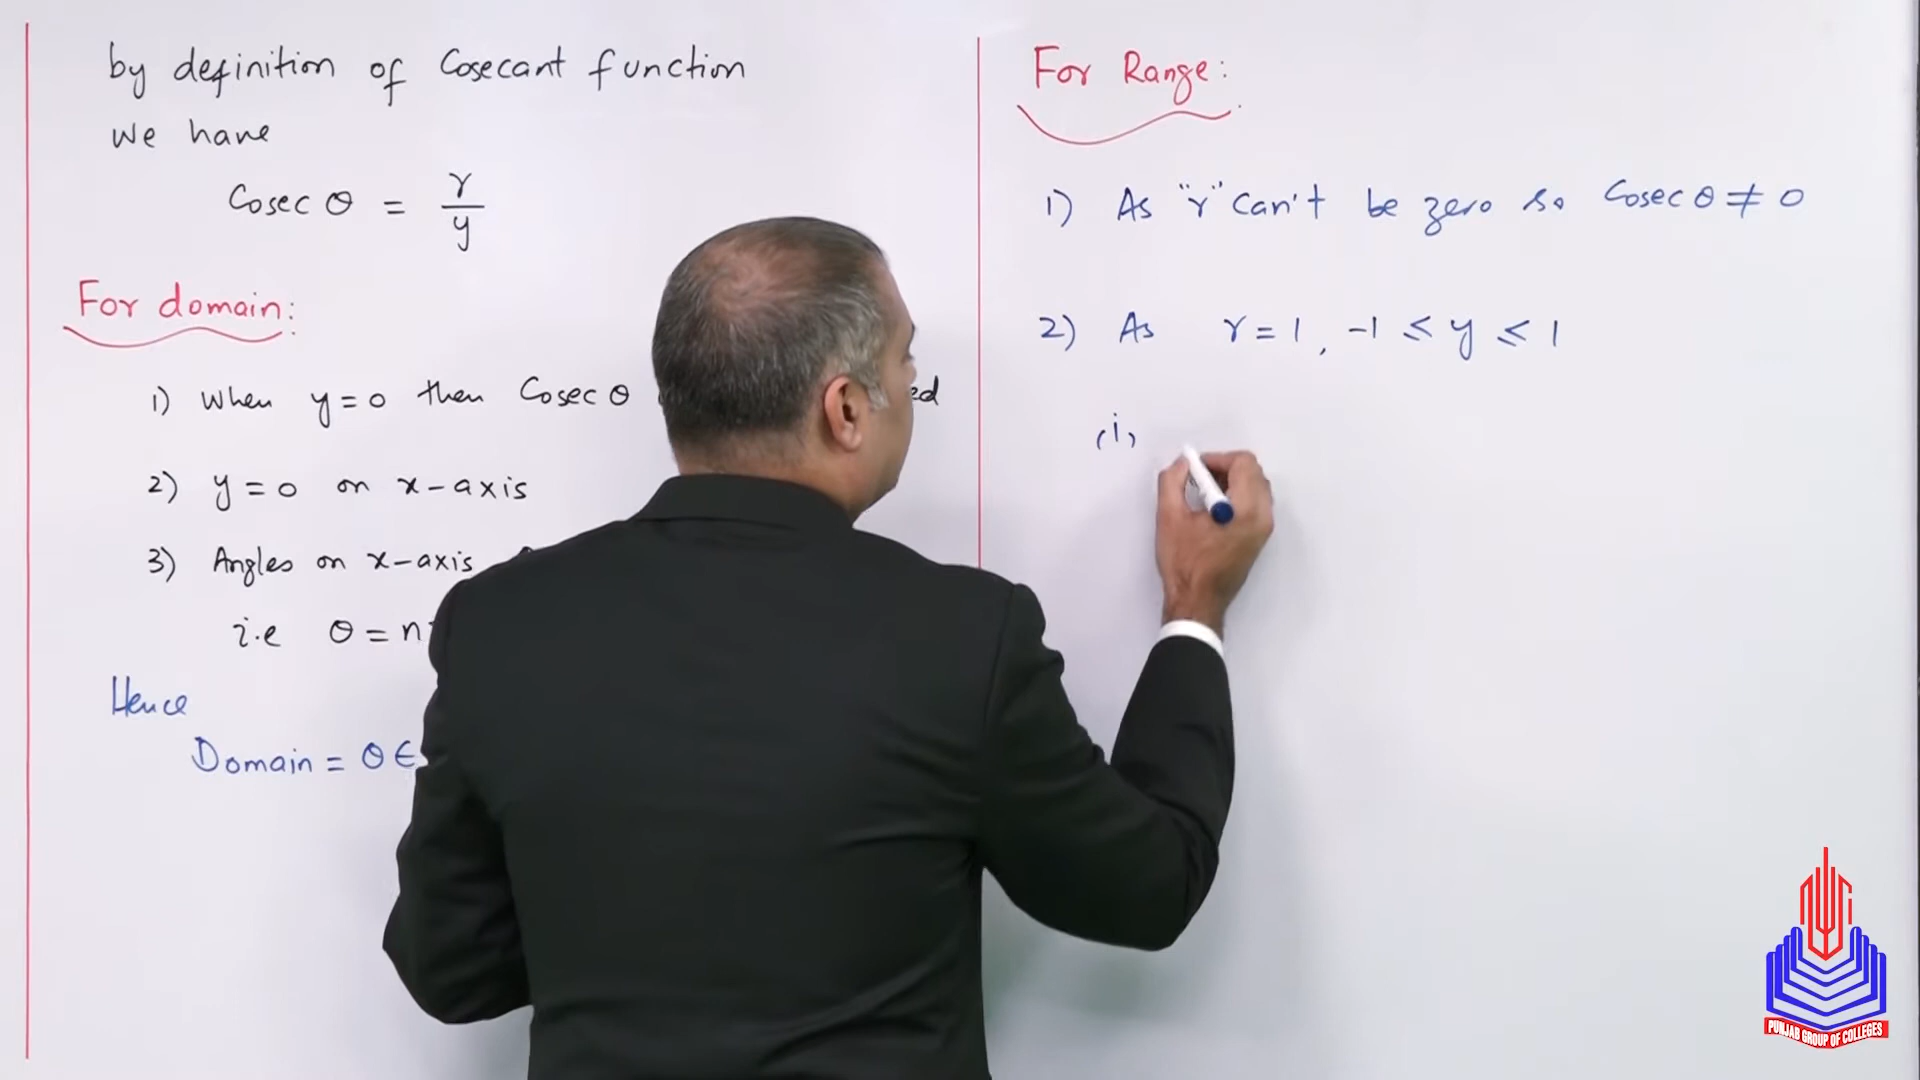 by definition of Cosecant function
We have
Cosec θ = r/y
For domain:
1) When y=0 then Cosec θ
2) y=0 on x-axis
3) Angles on x-axis
i.e θ = n
Hence
Domain = θ ∈
For Range:
1) As "r" can't be zero so Cosec θ ≠ 0
2) As r=1, -1 ≤ y ≤ 1
(i)
PUNJAB GROUP OF COLLEGES